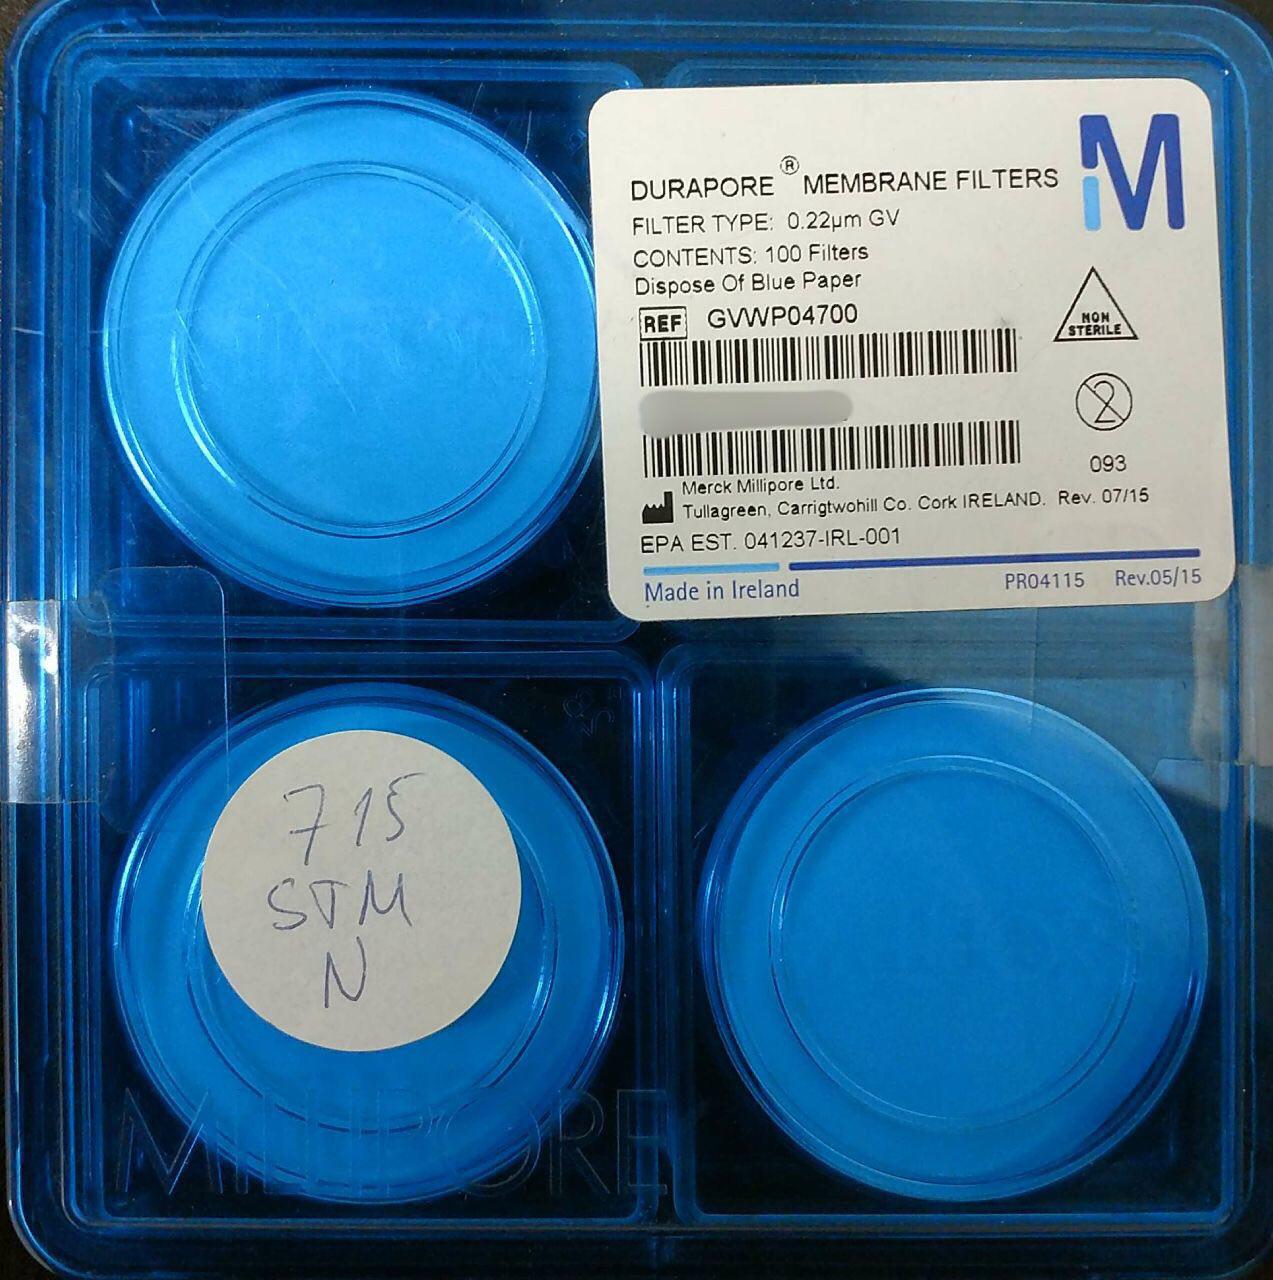 DURAPORE® MEMBRANE FILTERS
FILTER TYPE: 0.22µm GV
CONTENTS: 100 Filters
Dispose Of Blue Paper
REF GVWP04700
NON
STERILE
2
093
Merck Millipore Ltd.
Tullagreen, Carrigtwohill Co. Cork IRELAND. Rev. 07/15
EPA EST. 041237-IRL-001
Made in Ireland PR04115 Rev.05/15
M
715
STM
N
MILLIPORE